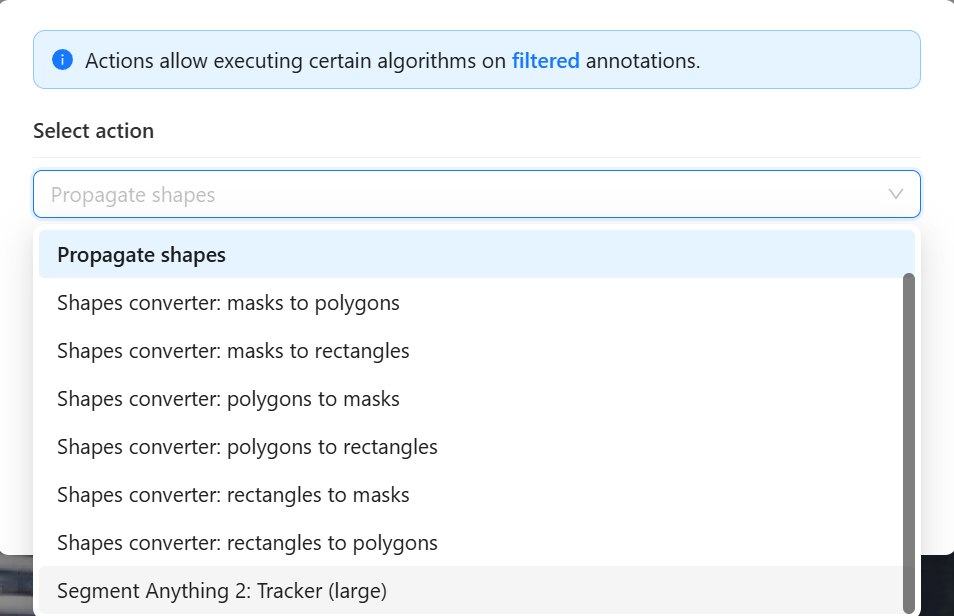 Actions allow executing certain algorithms on filtered annotations.
Select action
Propagate shapes
Propagate shapes
Shapes converter: masks to polygons
Shapes converter: masks to rectangles
Shapes converter: polygons to masks
Shapes converter: polygons to rectangles
Shapes converter: rectangles to masks
Shapes converter: rectangles to polygons
Segment Anything 2: Tracker (large)